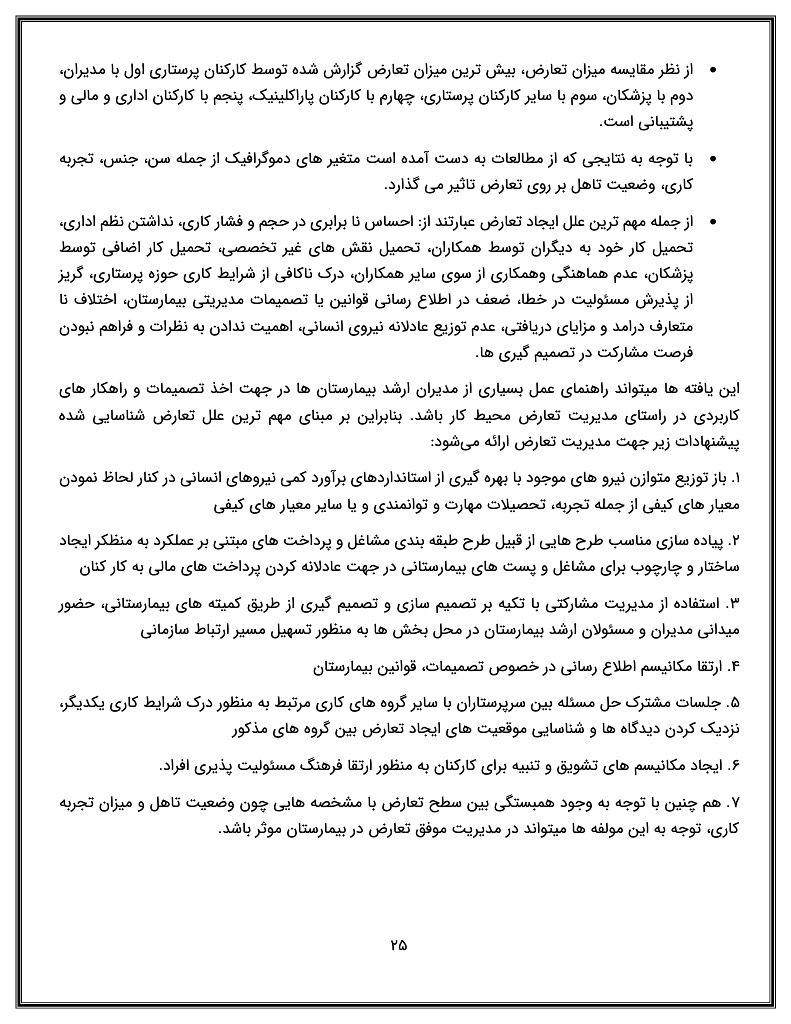 • از نظر مقایسه میزان تعارض، بیش ترین میزان تعارض گزارش شده توسط کارکنان پرستاری اول با مدیران،
دوم با پزشکان، سوم با سایر کارکنان پرستاری، چهارم با کارکنان پاراکلینیک، پنجم با کارکنان اداری و مالی و
پشتیبانی است.
• با توجه به نتایجی که از مطالعات به دست آمده است متغیر های دموگرافیک از جمله سن، جنس، تجربه
کاری، وضعیت تاهل بر روی تعارض تاثیر می گذارد.
• از جمله مهم ترین علل ایجاد تعارض عبارتند از: احساس نا برابری در حجم و فشار کاری، نداشتن نظم اداری،
تحمیل کار خود به دیگران توسط همکاران، تحمیل نقش های غیر تخصصی، تحمیل کار اضافی توسط
پزشکان، عدم هماهنگی وهمکاری از سوی سایر همکاران، درک ناکافی از شرایط کاری حوزه پرستاری، گریز
از پذیرش مسئولیت در خطا، ضعف در اطلاع رسانی قوانین یا تصمیمات مدیریتی بیمارستان، اختلاف نا
متعارف درامد و مزایای دریافتی، عدم توزیع عادلانه نیروی انسانی، اهمیت ندادن به نظرات و فراهم نبودن
فرصت مشارکت در تصمیم گیری ها.
این یافته ها میتواند راهنمای عمل بسیاری از مدیران ارشد بیمارستان ها در جهت اخذ تصمیمات و راهکار های
کاربردی در راستای مدیریت تعارض محیط کار باشد. بنابراین بر مبنای مهم ترین علل تعارض شناسایی شده
پیشنهادات زیر جهت مدیریت تعارض ارائه می‌شود:
۱. باز توزیع متوازن نیرو های موجود با بهره گیری از استانداردهای برآورد کمی نیروهای انسانی در کنار لحاظ نمودن
معیار های کیفی از جمله تجربه، تحصیلات مهارت و توانمندی و یا سایر معیار های کیفی
۲. پیاده سازی مناسب طرح هایی از قبیل طرح طبقه بندی مشاغل و پرداخت های مبتنی بر عملکرد به منظکر ایجاد
ساختار و چارچوب برای مشاغل و پست های بیمارستانی در جهت عادلانه کردن پرداخت های مالی به کار کنان
۳. استفاده از مدیریت مشارکتی با تکیه بر تصمیم سازی و تصمیم گیری از طریق کمیته های بیمارستانی، حضور
میدانی مدیران و مسئولان ارشد بیمارستان در محل بخش ها به منظور تسهیل مسیر ارتباط سازمانی
۴. ارتقا مکانیسم اطلاع رسانی در خصوص تصمیمات، قوانین بیمارستان
۵. جلسات مشترک حل مسئله بین سرپرستاران با سایر گروه های کاری مرتبط به منظور درک شرایط کاری یکدیگر،
نزدیک کردن دیدگاه ها و شناسایی موقعیت های ایجاد تعارض بین گروه های مذکور
۶. ایجاد مکانیسم های تشویق و تنبیه برای کارکنان به منظور ارتقا فرهنگ مسئولیت پذیری افراد.
۷. هم چنین با توجه به وجود همبستگی بین سطح تعارض با مشخصه هایی چون وضعیت تاهل و میزان تجربه
کاری، توجه به این مولفه ها میتواند در مدیریت موفق تعارض در بیمارستان موثر باشد.
۲۵